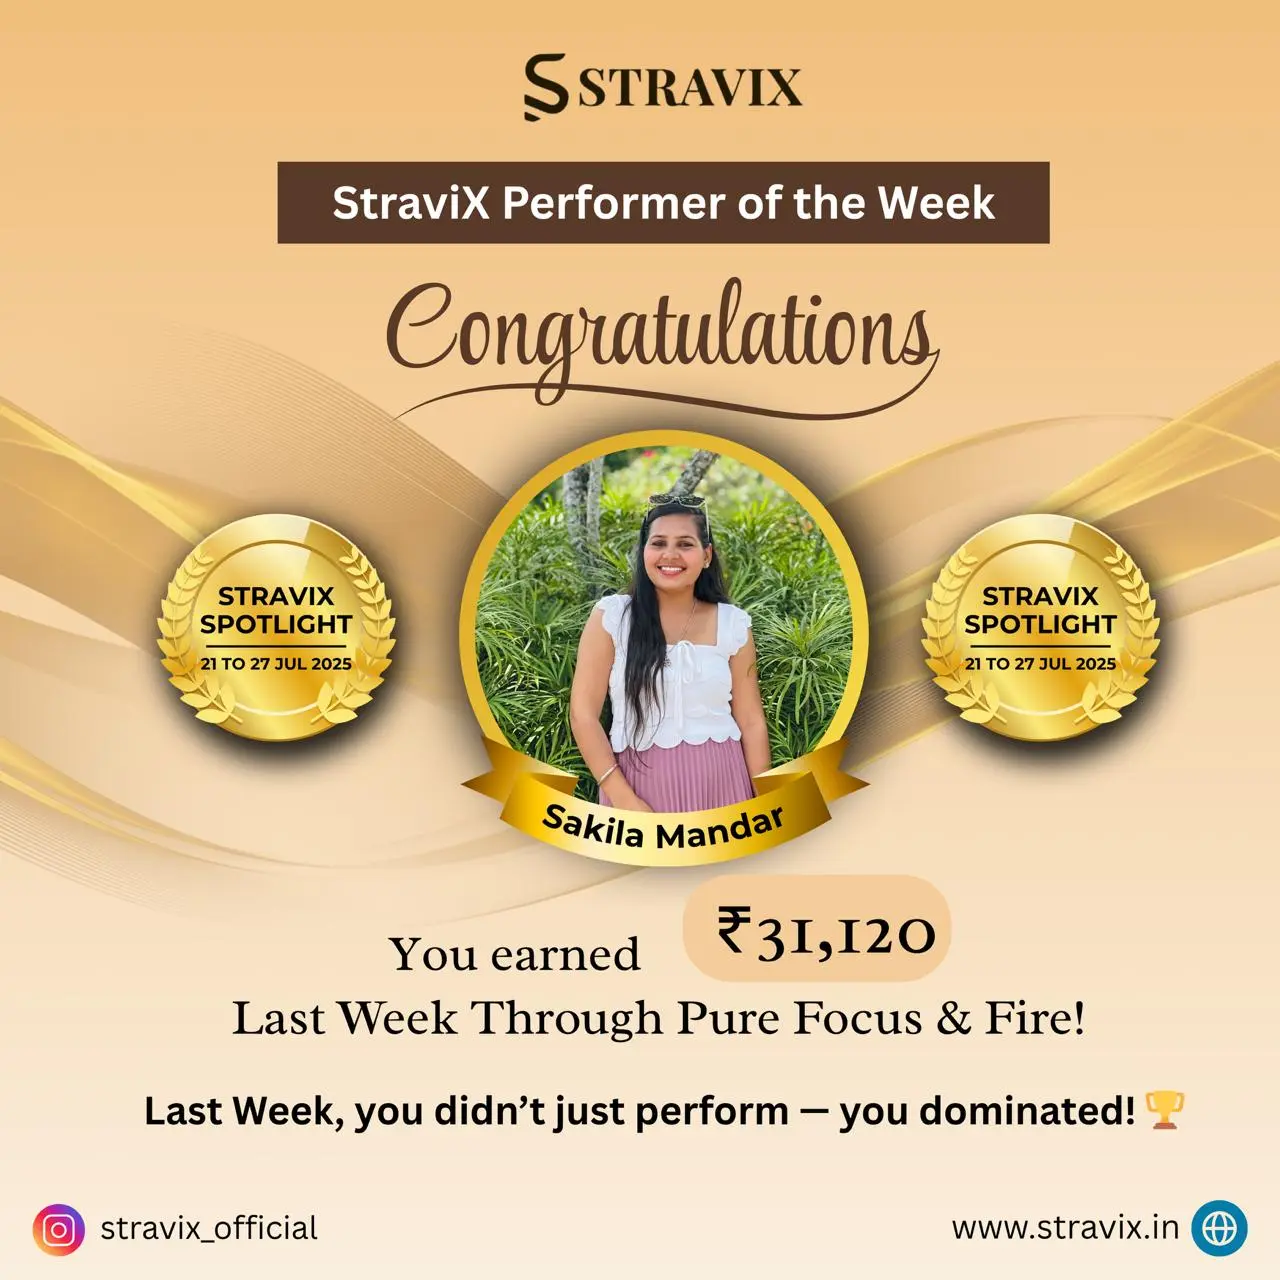 STRAVIX
StraviX Performer of the Week
Congratulations
STRAVIX
SPOTLIGHT
21 TO 27 JUL 2025
STRAVIX
SPOTLIGHT
21 TO 27 JUL 2025
Sakila Mandar
You earned ₹31,120
Last Week Through Pure Focus & Fire!
Last Week, you didn’t just perform — you dominated! 🏆
stravix_official
www.stravix.in